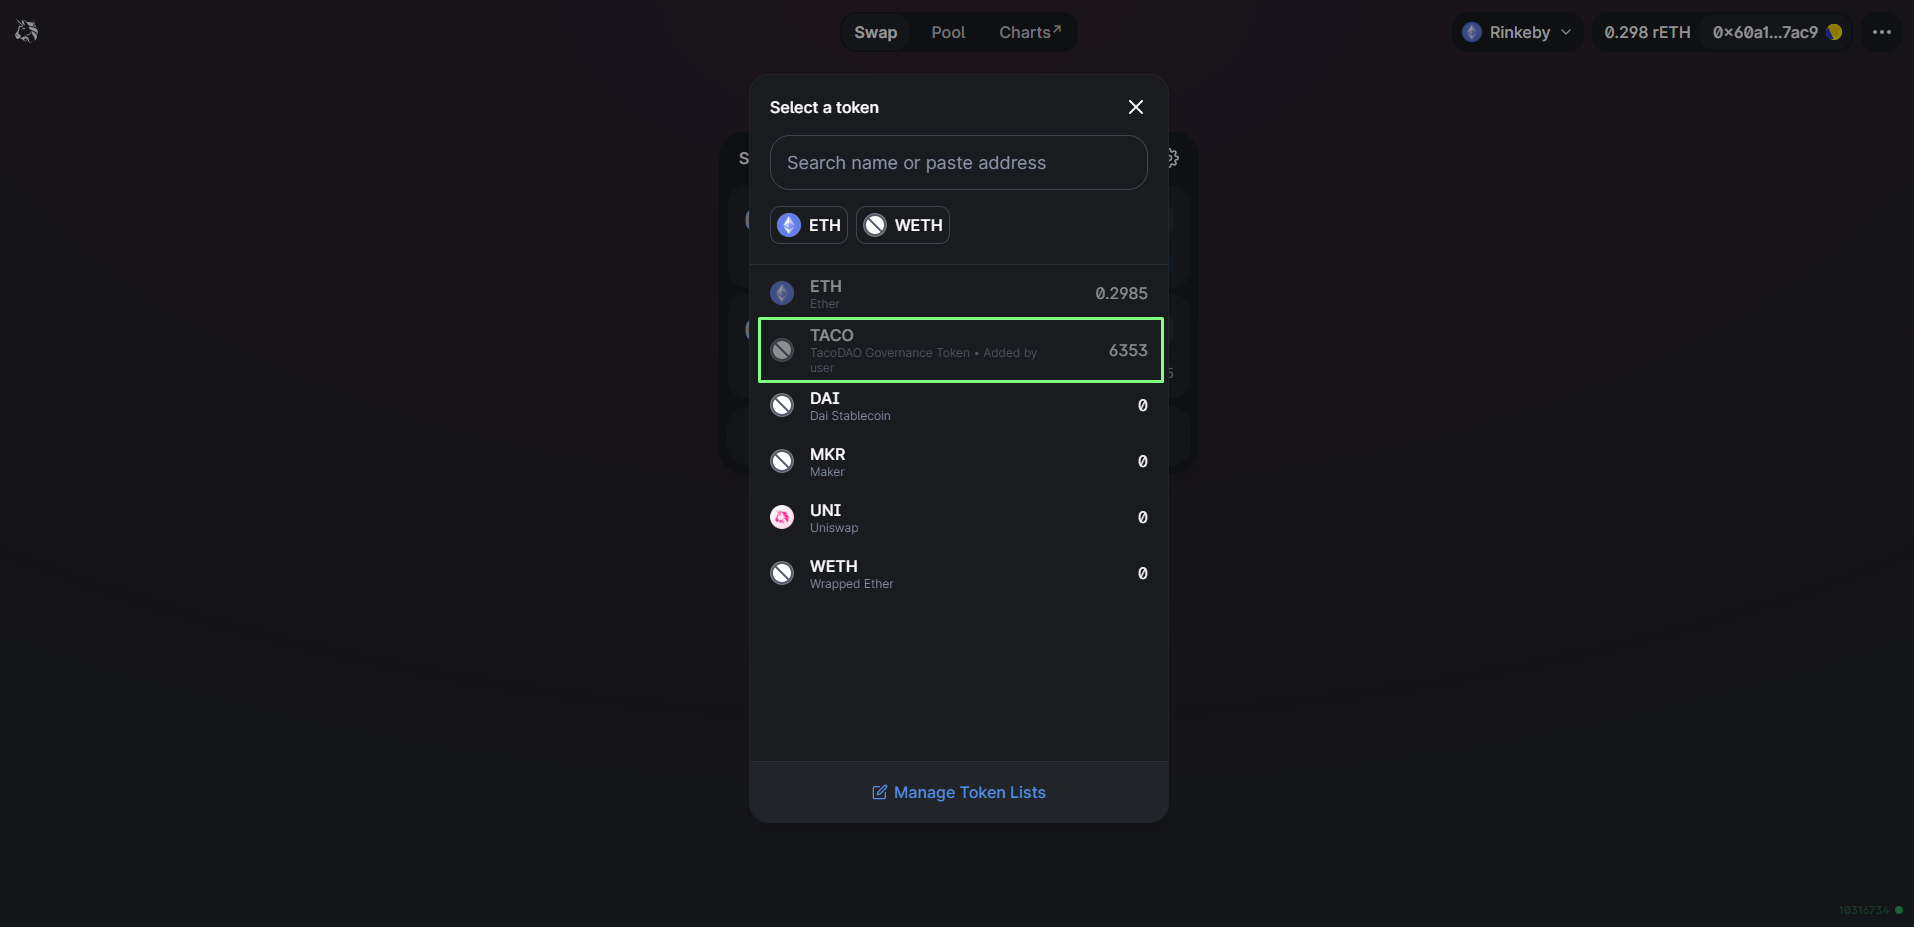 Swap Pool Charts↗
Rinkeby
0.298 rETH 0x60a1...7ac9
Select a token
S
Search name or paste address
ETH WETH
ETH 0.2985
Ether
TACO
TacoDAO Governance Token • Added by 6353
user
5
DAI 0
Dai Stablecoin
MKR 0
Maker
UNI 0
Uniswap
WETH 0
Wrapped Ether
Manage Token Lists
10316734